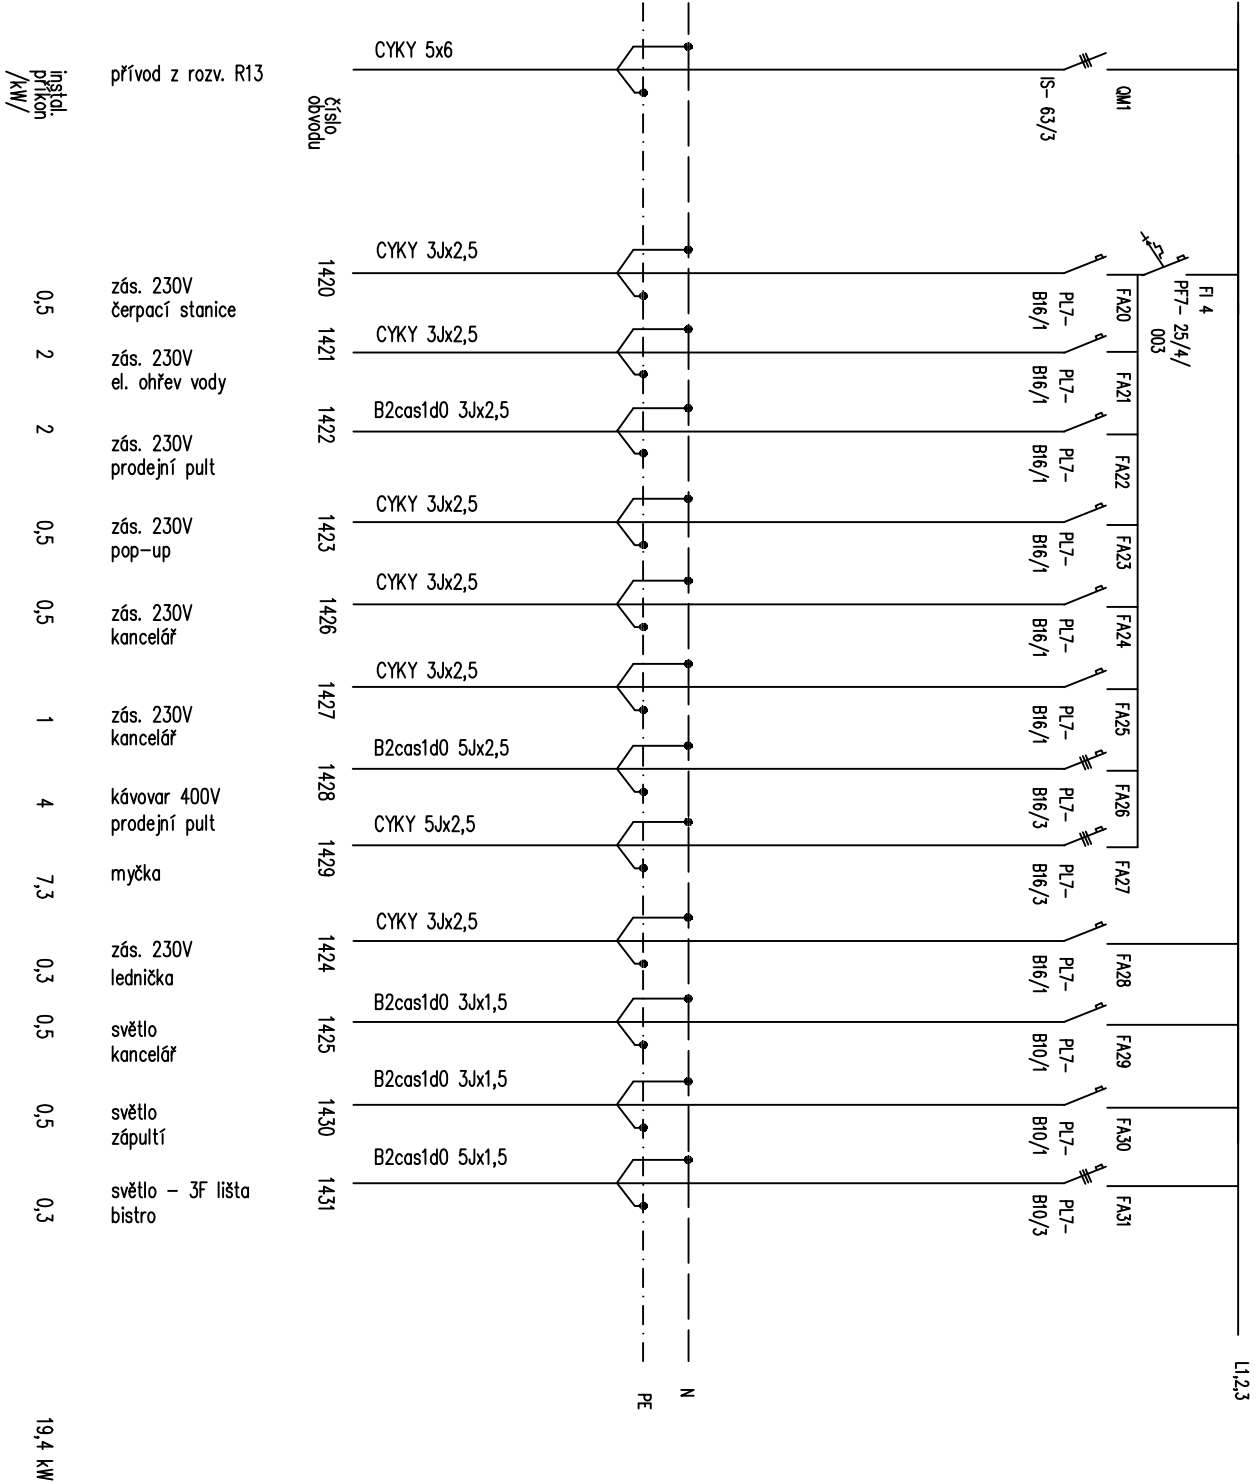 instal.
příkon
/kW/
přívod z rozv. R13
číslo
obvodu
CYKY 5x6
IS- 63/3
QM1
FI 4
PF7- 25/4/
003
0,5
zás. 230V
čerpací stanice
1420
CYKY 3Jx2,5
PL7-
B16/1
FA20
2
zás. 230V
el. ohřev vody
1421
CYKY 3Jx2,5
PL7-
B16/1
FA21
2
zás. 230V
prodejní pult
1422
B2cas1d0 3Jx2,5
PL7-
B16/1
FA22
0,5
zás. 230V
pop-up
1423
CYKY 3Jx2,5
PL7-
B16/1
FA23
0,5
zás. 230V
kancelář
1426
CYKY 3Jx2,5
PL7-
B16/1
FA24
1
zás. 230V
kancelář
1427
CYKY 3Jx2,5
PL7-
B16/1
FA25
4
kávovar 400V
prodejní pult
1428
B2cas1d0 5Jx2,5
PL7-
B16/3
FA26
7,3
myčka
1429
CYKY 5Jx2,5
PL7-
B16/3
FA27
0,3
zás. 230V
lednička
1424
CYKY 3Jx2,5
PL7-
B16/1
FA28
0,5
světlo
kancelář
1425
B2cas1d0 3Jx1,5
PL7-
B10/1
FA29
0,5
světlo
zápultí
1430
B2cas1d0 3Jx1,5
PL7-
B10/1
FA30
0,3
světlo - 3F lišta
bistro
1431
B2cas1d0 5Jx1,5
PL7-
B10/3
FA31
L1,2,3
N
PE
19,4 kW